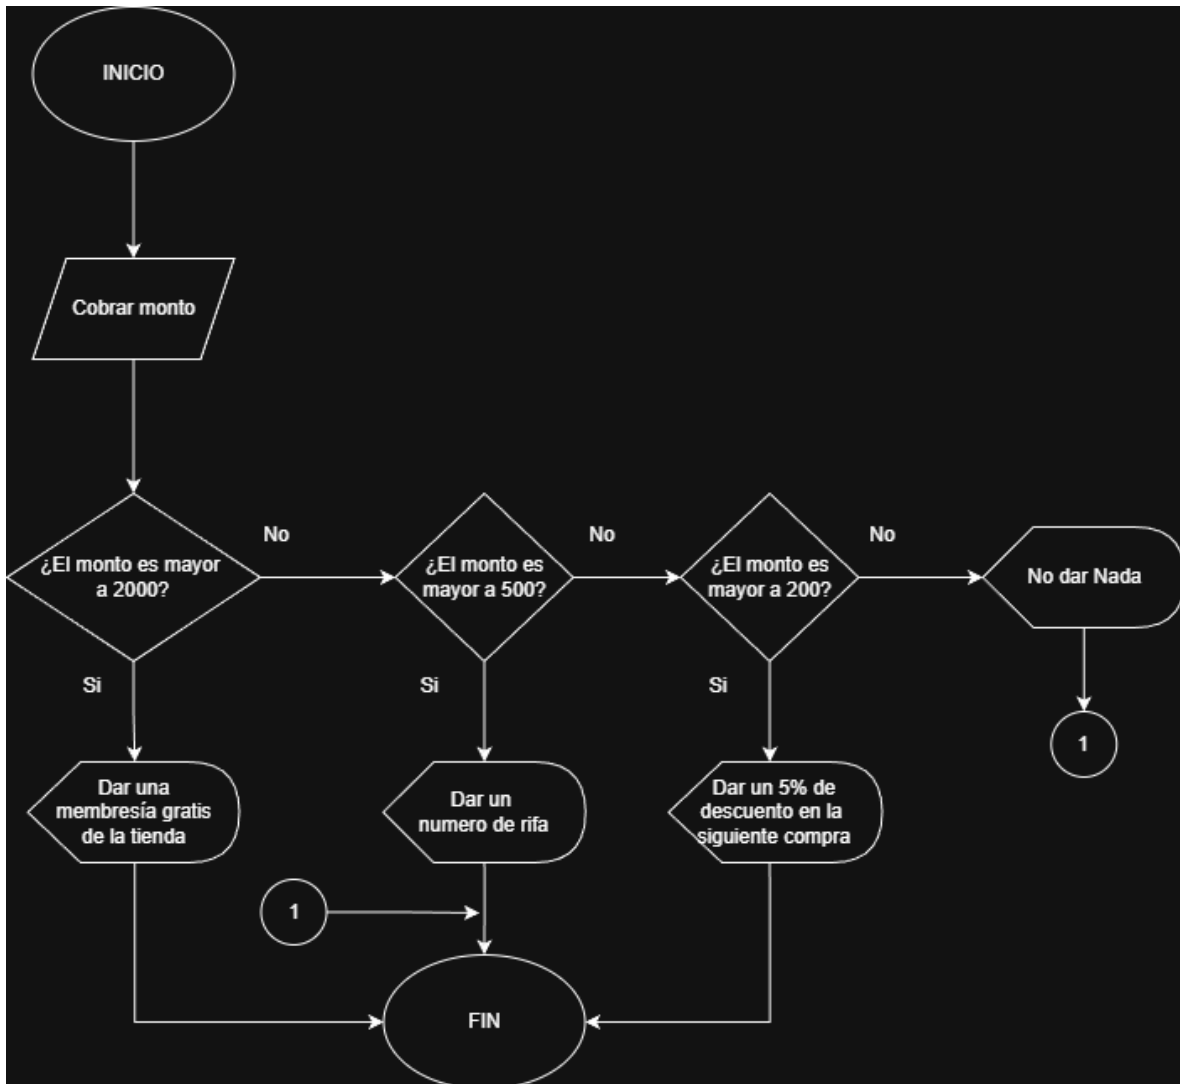 INICIO
Cobrar monto
¿El monto es mayor
a 2000?
No
¿El monto es
mayor a 500?
No
¿El monto es
mayor a 200?
No
No dar Nada
Si
Si
Si
1
Dar una
membresía gratis
de la tienda
Dar un
numero de rifa
Dar un 5% de
descuento en la
siguiente compra
1
FIN